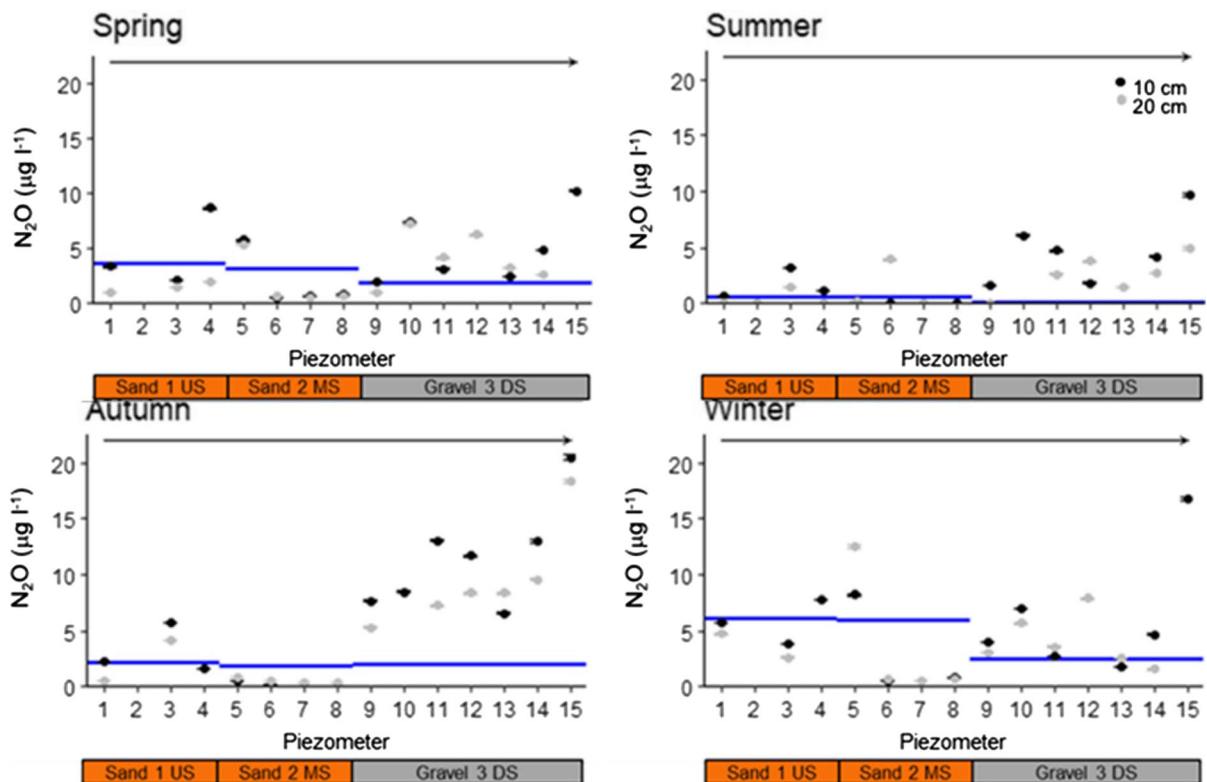 Spring
20
15
10
5
0
N₂O (µg l⁻¹)
1 2 3 4 5 6 7 8 9 10 11 12 13 14 15
Piezometer
Sand 1 US Sand 2 MS Gravel 3 DS
Summer
10 cm
20 cm
20
15
10
5
0
N₂O (µg l⁻¹)
1 2 3 4 5 6 7 8 9 10 11 12 13 14 15
Piezometer
Sand 1 US Sand 2 MS Gravel 3 DS
Autumn
20
15
10
5
0
N₂O (µg l⁻¹)
1 2 3 4 5 6 7 8 9 10 11 12 13 14 15
Piezometer
Sand 1 US Sand 2 MS Gravel 3 DS
Winter
20
15
10
5
0
N₂O (µg l⁻¹)
1 2 3 4 5 6 7 8 9 10 11 12 13 14 15
Piezometer
Sand 1 US Sand 2 MS Gravel 3 DS